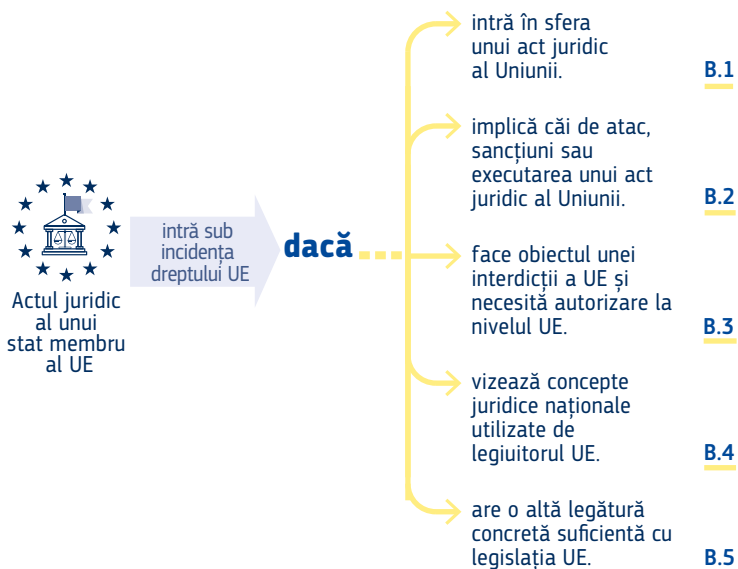 Actul juridic
al unui
stat membru
al UE
intră sub
incidența
dreptului UE
dacă
intră în sfera
unui act juridic
al Uniunii.
B.1
implică căi de atac,
sancțiuni sau
executarea unui act
juridic al Uniunii.
B.2
face obiectul unei
interdicții a UE și
necesită autorizare la
nivelul UE.
B.3
vizează concepte
juridice naționale
utilizate de
legiuitorul UE.
B.4
are o altă legătură
concretă suficientă cu
legislația UE.
B.5